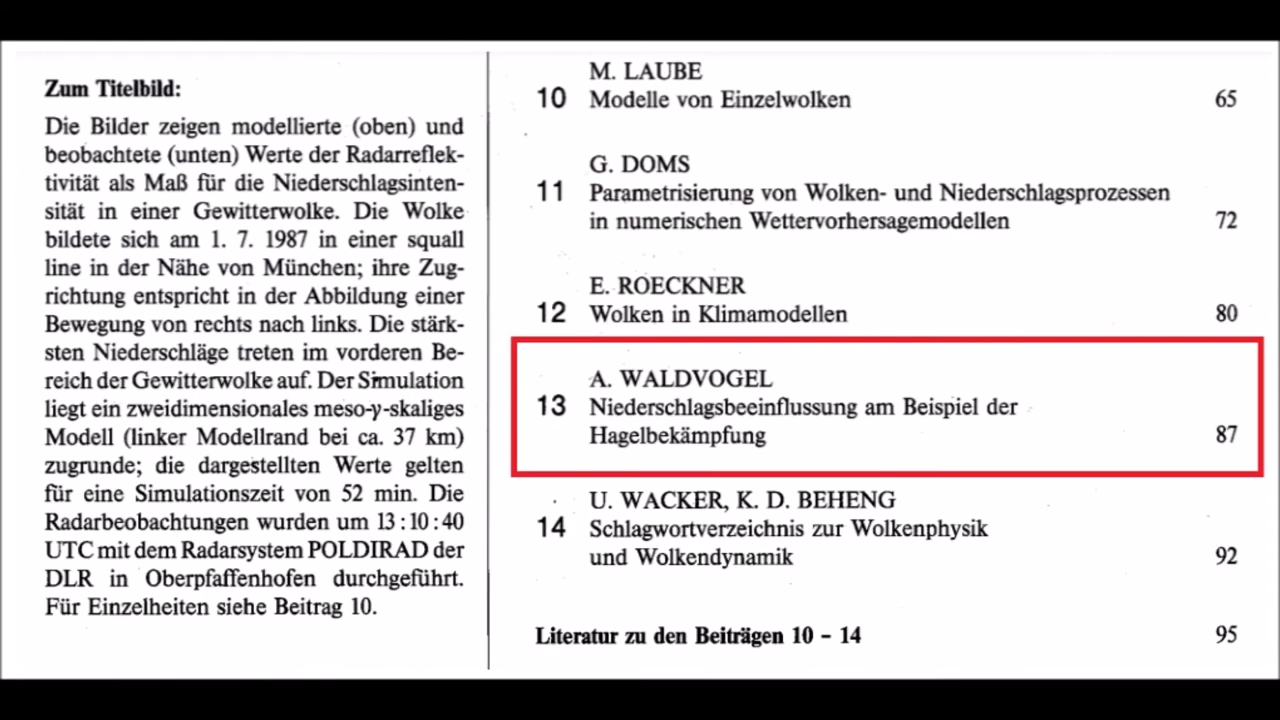 Zum Titelbild:
Die Bilder zeigen modellierte (oben) und
beobachtete (unten) Werte der Radarreflek-
tivität als Maß für die Niederschlagsinten-
sität in einer Gewitterwolke. Die Wolke
bildete sich am 1. 7. 1987 in einer squall
line in der Nähe von München; ihre Zug-
richtung entspricht in der Abbildung einer
Bewegung von rechts nach links. Die stärk-
sten Niederschläge treten im vorderen Be-
reich der Gewitterwolke auf. Der Simulation
liegt ein zweidimensionales meso-γ-skaliges
Modell (linker Modellrand bei ca. 37 km)
zugrunde; die dargestellten Werte gelten
für eine Simulationszeit von 52 min. Die
Radarbeobachtungen wurden um 13:10:40
UTC mit dem Radarsystem POLDIRAD der
DLR in Oberpfaffenhofen durchgeführt.
Für Einzelheiten siehe Beitrag 10.
M. LAUBE
10 Modelle von Einzelwolken 65
G. DOMS
11 Parametrisierung von Wolken- und Niederschlagsprozessen
in numerischen Wettervorhersagemodellen 72
E. ROECKNER
12 Wolken in Klimamodellen 80
A. WALDVOGEL
13 Niederschlagsbeeinflussung am Beispiel der
Hagelbekämpfung 87
U. WACKER, K. D. BEHENG
14 Schlagwortverzeichnis zur Wolkenphysik
und Wolkendynamik 92
Literatur zu den Beiträgen 10 – 14 95